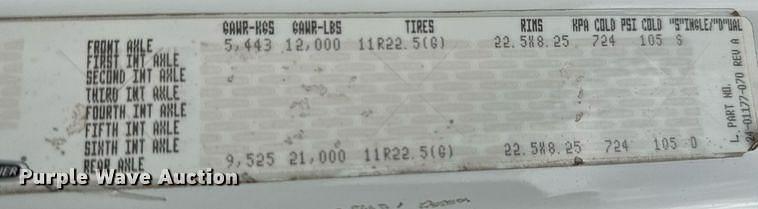 GAWR-KGS GAWR-LBS TIRES RIMS KPA COLD PSI COLD "S"INGLE/"D"UAL
FRONT AXLE 5,443 12,000 11R22.5(G) 22.5X8.25 724 105 S
FIRST INT AXLE
SECOND INT AXLE
THIRD INT AXLE
FOURTH INT AXLE
FIFTH INT AXLE
SIXTH INT AXLE
REAR AXLE 9,525 21,000 11R22.5(G) 22.5X8.25 724 105 D
L. PART NO.
24-01177-070 REV A
Purple Wave Auction